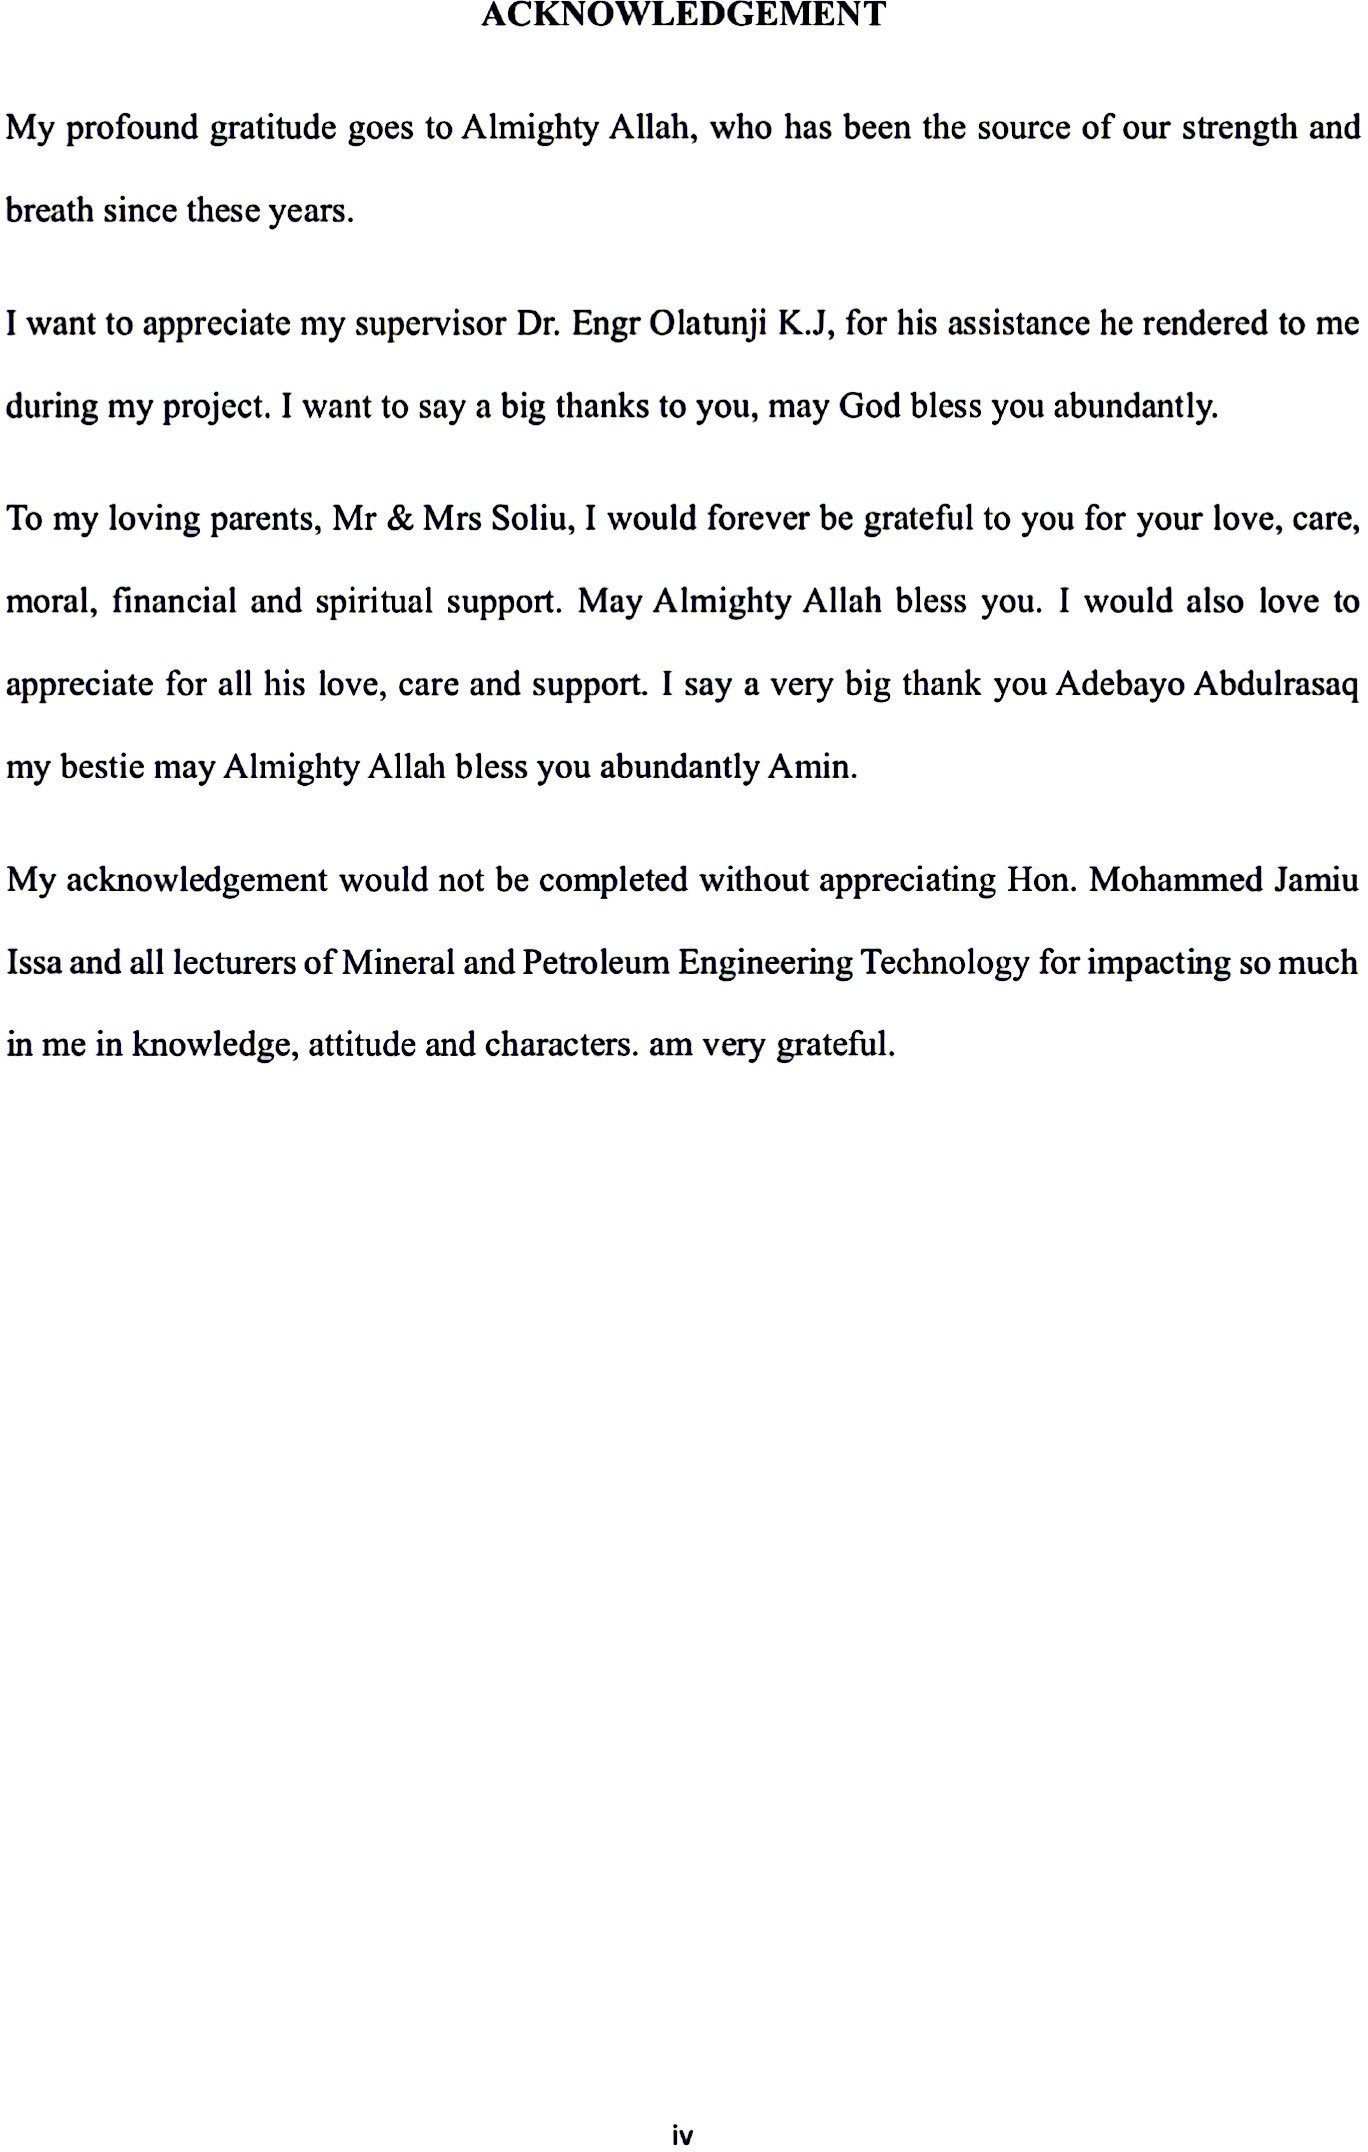 ACKNOWLEDGEMENT
My profound gratitude goes to Almighty Allah, who has been the source of our strength and
breath since these years.
I want to appreciate my supervisor Dr. Engr Olatunji K.J, for his assistance he rendered to me
during my project. I want to say a big thanks to you, may God bless you abundantly.
To my loving parents, Mr & Mrs Soliu, I would forever be grateful to you for your love, care,
moral, financial and spiritual support. May Almighty Allah bless you. I would also love to
appreciate for all his love, care and support. I say a very big thank you Adebayo Abdulrasaq
my bestie may Almighty Allah bless you abundantly Amin.
My acknowledgement would not be completed without appreciating Hon. Mohammed Jamiu
Issa and all lecturers of Mineral and Petroleum Engineering Technology for impacting so much
in me in knowledge, attitude and characters. am very grateful.
iv